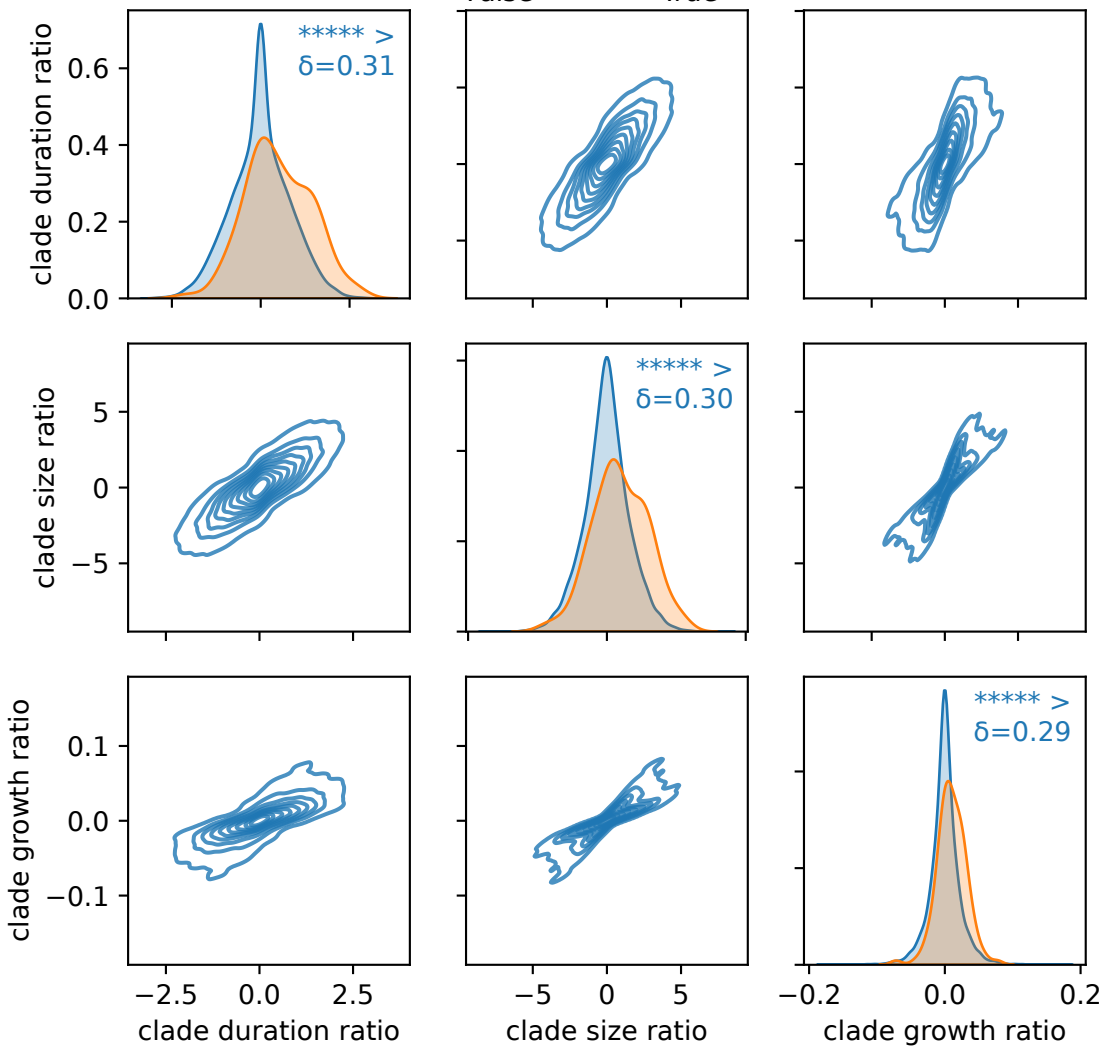 ***** >
δ=0.31
clade duration ratio
0.6
0.4
0.2
0.0
***** >
δ=0.30
clade size ratio
5
0
−5
***** >
δ=0.29
clade growth ratio
0.1
0.0
−0.1
−2.5 0.0 2.5
−5 0 5
−0.2 0.0 0.2
clade duration ratio
clade size ratio
clade growth ratio